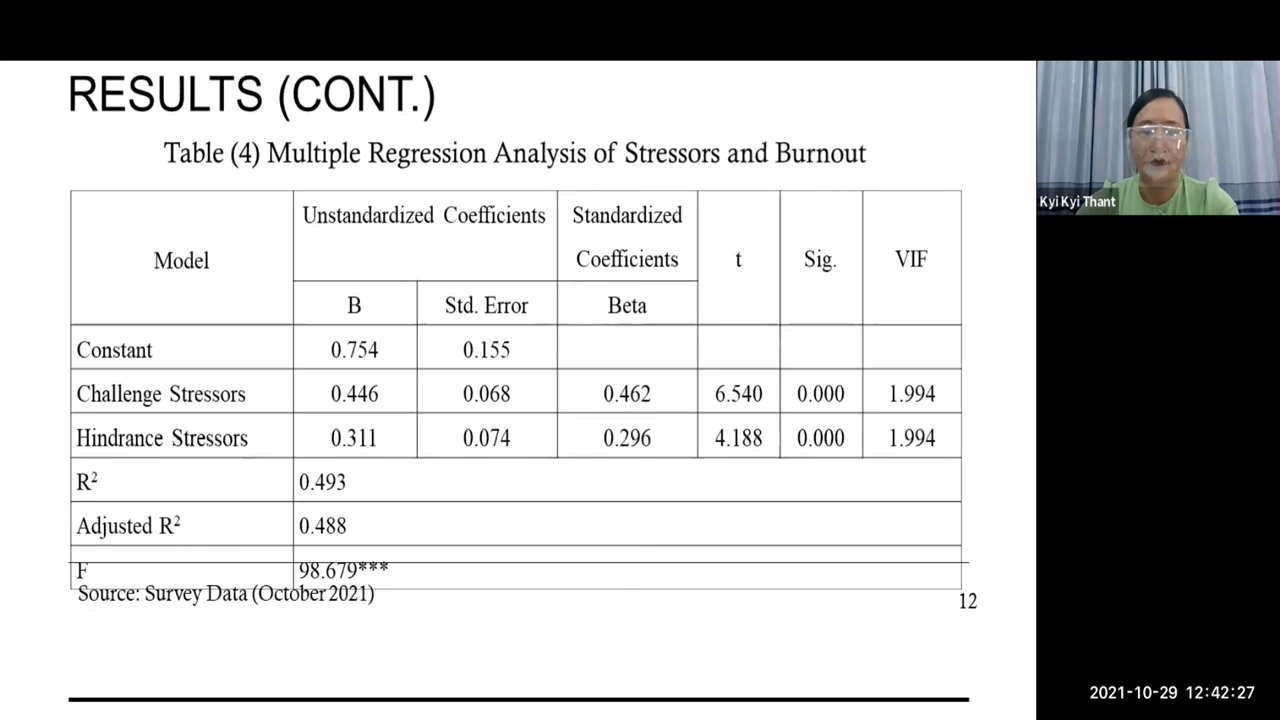 RESULTS (CONT.)
Table (4) Multiple Regression Analysis of Stressors and Burnout
Model Unstandardized Coefficients Standardized Coefficients t Sig. VIF
B Std. Error Beta
Constant 0.754 0.155
Challenge Stressors 0.446 0.068 0.462 6.540 0.000 1.994
Hindrance Stressors 0.311 0.074 0.296 4.188 0.000 1.994
R² 0.493
Adjusted R² 0.488
F 98.679***
Source: Survey Data (October 2021)
12
Kyi Kyi Thant
2021-10-29 12:42:27